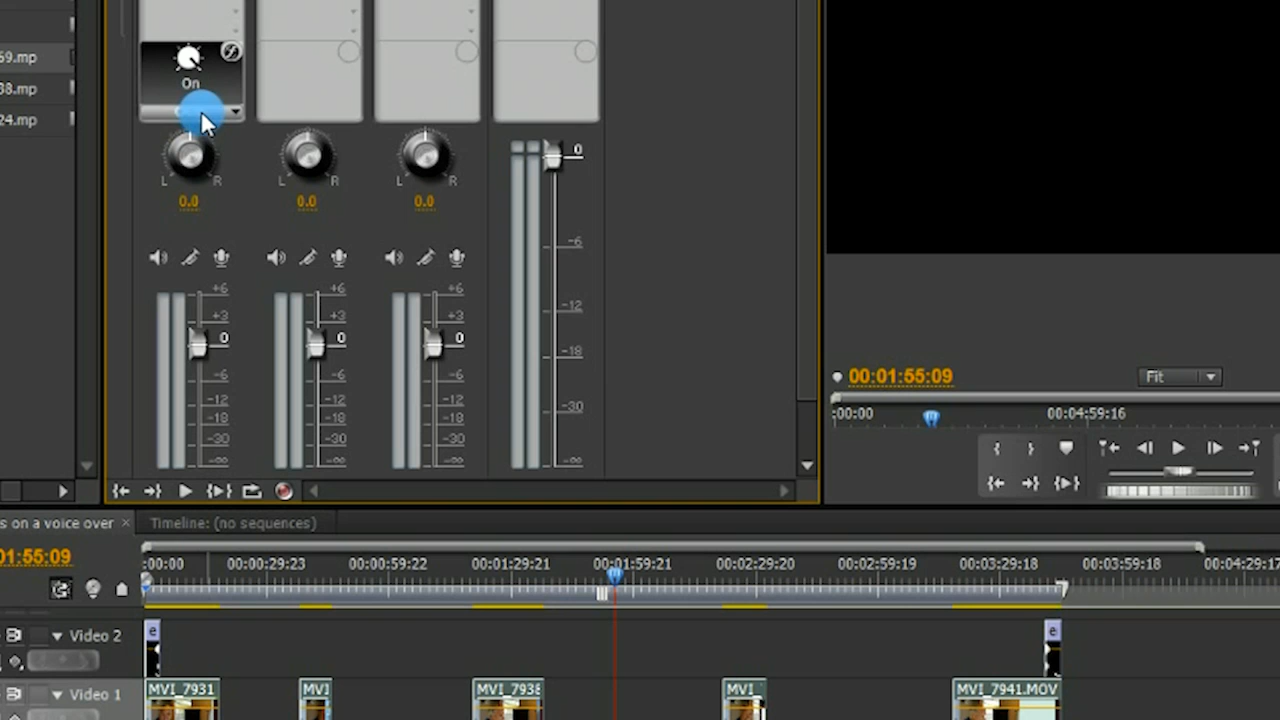 59.mp
38.mp
24.mp
On
L R L R L R
0.0 0.0 0.0
0
-6
-12
-18
-30
-∞
+6 +6 +6
+3 +3 +3
0 0 0
-6 -6 -6
-12 -12 -12
-18 -18 -18
-30 -30 -30
-∞ -∞ -∞
00:01:55:09 Fit
:00:00 00:04:59:16
s on a voice over × Timeline: (no sequences)
01:55:09
:00:00 00:00:29:23 00:00:59:22 00:01:29:21 00:01:59:21 00:02:29:20 00:02:59:19 00:03:29:18 00:03:59:18 00:04:29:17
Video 2 e e
Video 1 MVI_7931 MVI MVI_7938 MVI_ MVI_7941.MOV